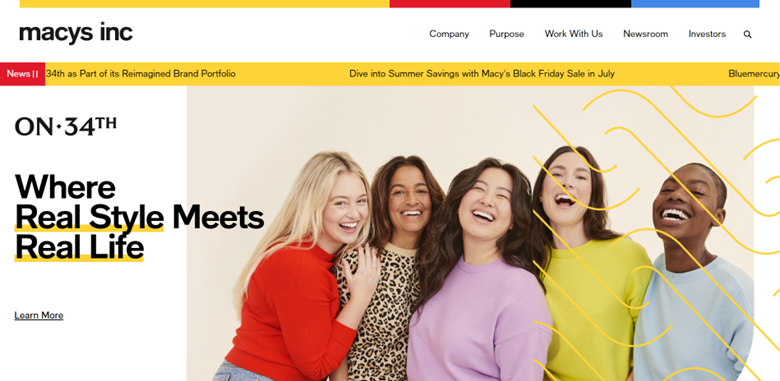 macys inc
Company Purpose Work With Us Newsroom Investors
News 34th as Part of its Reimagined Brand Portfolio Dive into Summer Savings with Macy's Black Friday Sale in July Bluemercury
ON·34TH
Where
Real Style Meets
Real Life
Learn More